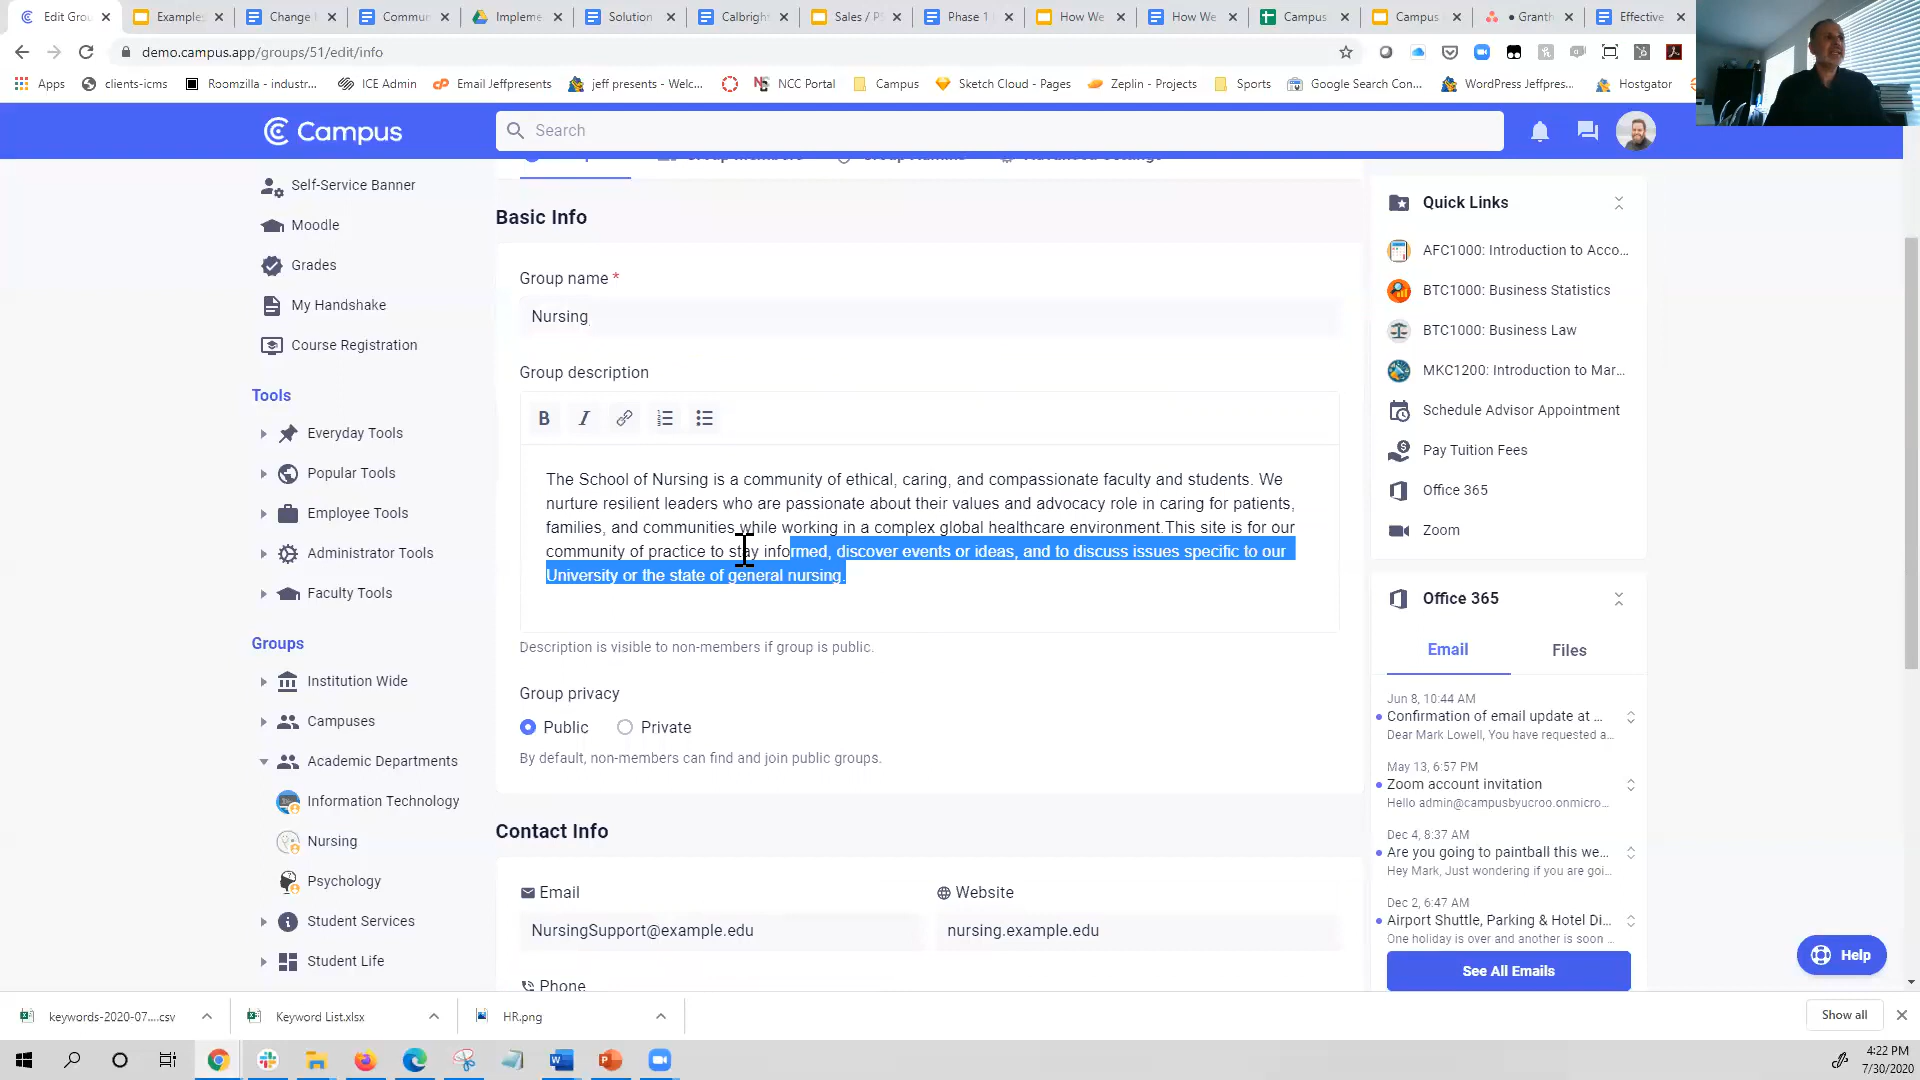 Edit Grou
Examples
Change
Commun
Impleme
Solution
Calbrigh
Sales / P
Phase 1
How We
How We
Campus
Campus
Granth
Effective
demo.campus.app/groups/51/edit/info
Apps
clients-icms
Roomzilla - industr...
ICE Admin
Email Jeffpresents
jeff presents - Welc...
NCC Portal
Campus
Sketch Cloud - Pages
Zeplin - Projects
Sports
Google Search Con...
WordPress Jeffpres...
Hostgator
Campus
Search
Self-Service Banner
Moodle
Grades
My Handshake
Course Registration
Tools
Everyday Tools
Popular Tools
Employee Tools
Administrator Tools
Faculty Tools
Groups
Institution Wide
Campuses
Academic Departments
Information Technology
Nursing
Psychology
Student Services
Student Life
Basic Info
Group name *
Nursing
Group description
B I
The School of Nursing is a community of ethical, caring, and compassionate faculty and students. We
nurture resilient leaders who are passionate about their values and advocacy role in caring for patients,
families, and communities while working in a complex global healthcare environment.This site is for our
community of practice to stay informed, discover events or ideas, and to discuss issues specific to our
University or the state of general nursing.
Description is visible to non-members if group is public.
Group privacy
Public
Private
By default, non-members can find and join public groups.
Contact Info
Email
Website
NursingSupport@example.edu
nursing.example.edu
Phone
Quick Links
AFC1000: Introduction to Acco...
BTC1000: Business Statistics
BTC1000: Business Law
MKC1200: Introduction to Mar...
Schedule Advisor Appointment
Pay Tuition Fees
Office 365
Zoom
Office 365
Email
Files
Jun 8, 10:44 AM
Confirmation of email update at ...
Dear Mark Lowell, You have requested a...
May 13, 6:57 PM
Zoom account invitation
Hello admin@campusbyucroo.onmicro...
Dec 4, 8:37 AM
Are you going to paintball this we...
Hey Mark, Just wondering if you are goi...
Dec 2, 6:47 AM
Airport Shuttle, Parking & Hotel Di...
One holiday is over and another is soon ...
See All Emails
Help
keywords-2020-07....csv
Keyword List.xlsx
HR.png
Show all
4:22 PM
7/30/2020